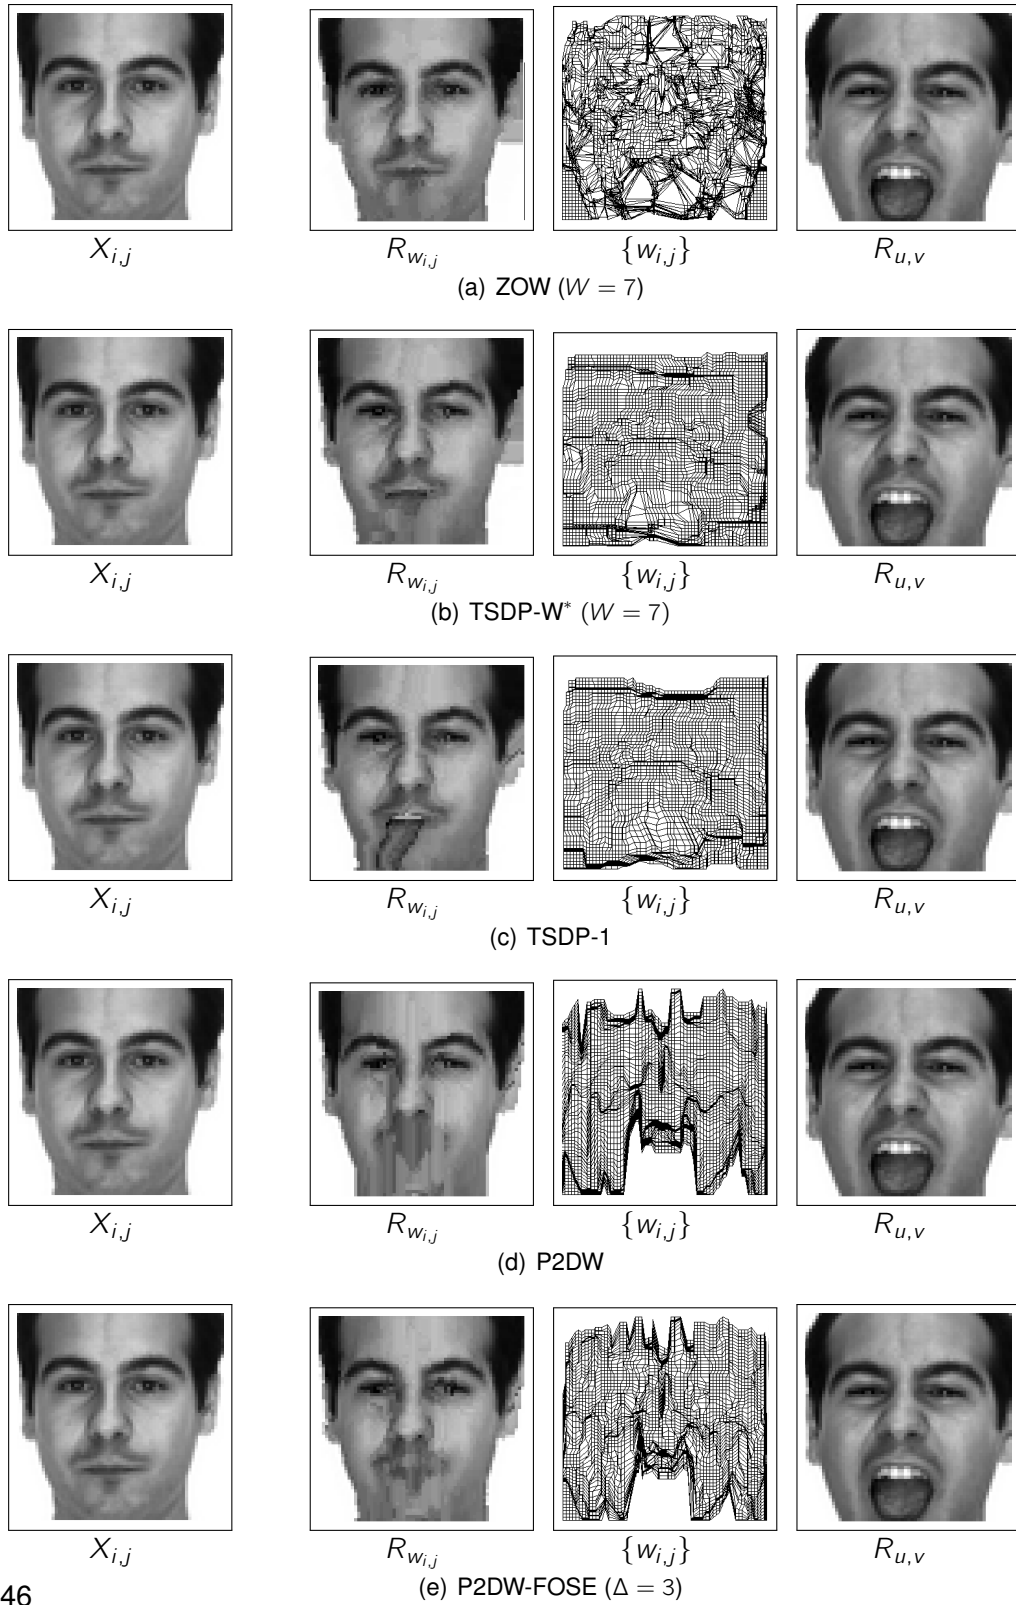 X_{i,j} R_{w_{i,j}} {w_{i,j}} R_{u,v}
(a) ZOW (W = 7)
X_{i,j} R_{w_{i,j}} {w_{i,j}} R_{u,v}
(b) TSDP-W* (W = 7)
X_{i,j} R_{w_{i,j}} {w_{i,j}} R_{u,v}
(c) TSDP-1
X_{i,j} R_{w_{i,j}} {w_{i,j}} R_{u,v}
(d) P2DW
X_{i,j} R_{w_{i,j}} {w_{i,j}} R_{u,v}
(e) P2DW-FOSE (Δ = 3)
46